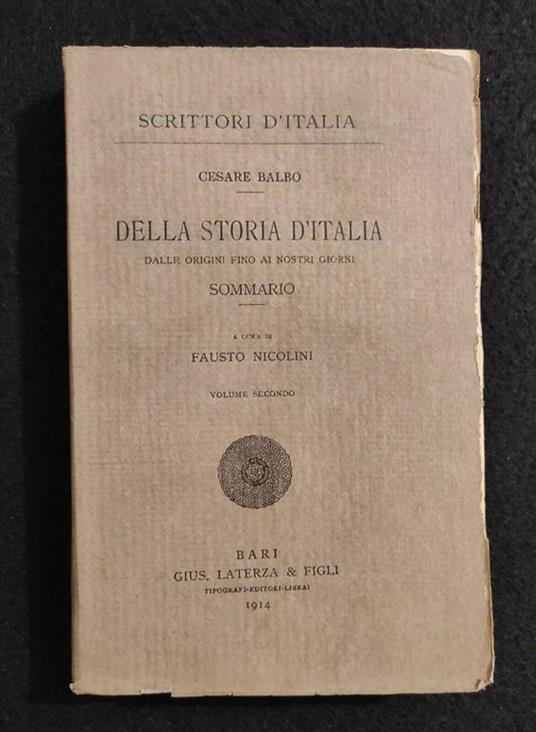 SCRITTORI D'ITALIA
CESARE BALBO
DELLA STORIA D'ITALIA
DALLE ORIGINI FINO AI NOSTRI GIORNI
SOMMARIO
A CURA DI
FAUSTO NICOLINI
VOLUME SECONDO
BARI
GIUS. LATERZA & FIGLI
TIPOGRAFI-EDITORI-LIBRAI
1914